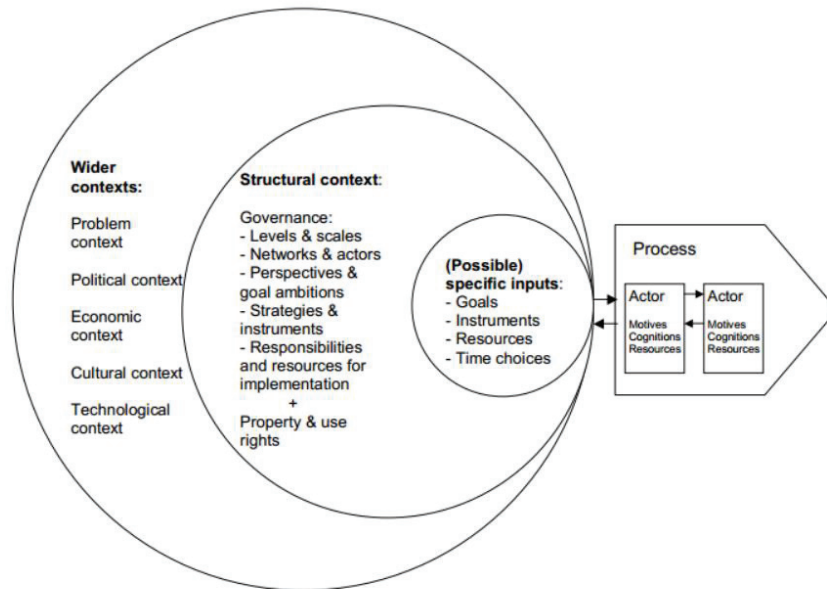 Wider
contexts:
Problem
context
Political context
Economic
context
Cultural context
Technological
context
Structural context:
Governance:
- Levels & scales
- Networks & actors
- Perspectives &
goal ambitions
- Strategies &
instruments
- Responsibilities
and resources for
implementation
+
Property & use
rights
(Possible)
specific inputs:
- Goals
- Instruments
- Resources
- Time choices
Process
Actor
Motives
Cognitions
Resources
Actor
Motives
Cognitions
Resources